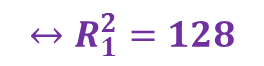 ↔ R₁² = 128